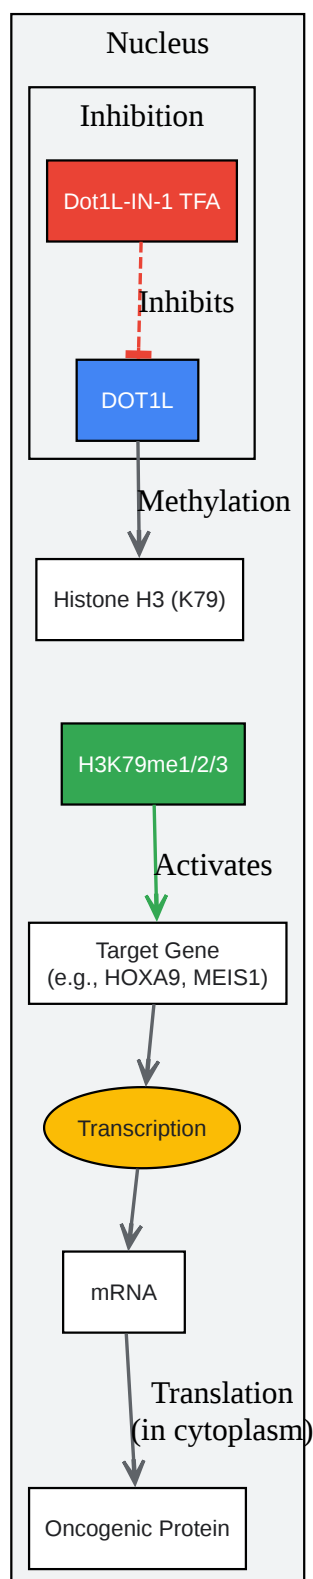 Nucleus
Inhibition
Dot1L-IN-1 TFA
Inhibits
DOT1L
Methylation
Histone H3 (K79)
H3K79me1/2/3
Activates
Target Gene
(e.g., HOXA9, MEIS1)
Transcription
mRNA
Translation
(in cytoplasm)
Oncogenic Protein